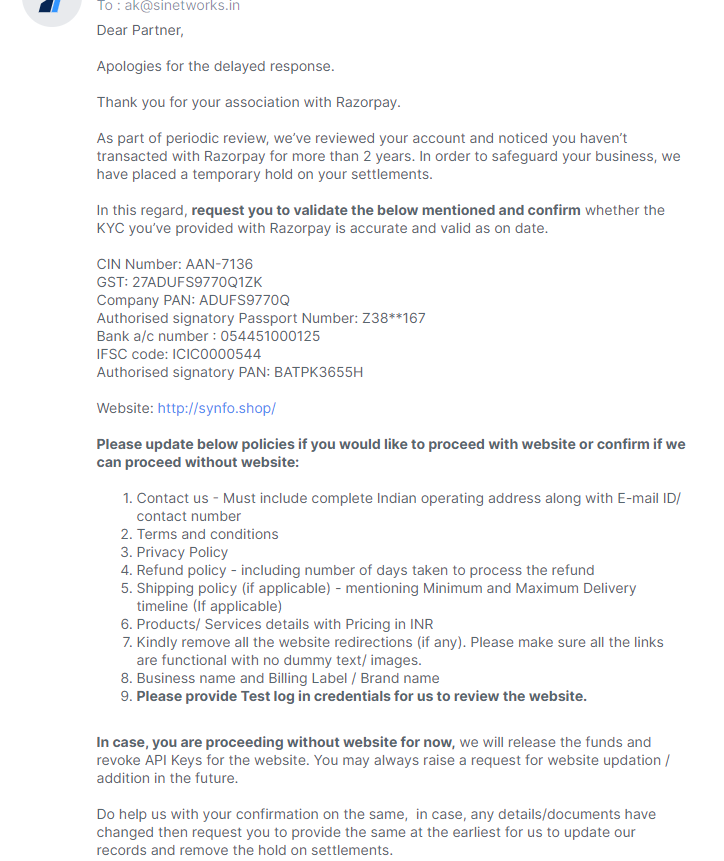 To : ak@sinetworks.in
Dear Partner,
Apologies for the delayed response.
Thank you for your association with Razorpay.
As part of periodic review, we’ve reviewed your account and noticed you haven’t
transacted with Razorpay for more than 2 years. In order to safeguard your business, we
have placed a temporary hold on your settlements.
In this regard, request you to validate the below mentioned and confirm whether the
KYC you’ve provided with Razorpay is accurate and valid as on date.
CIN Number: AAN-7136
GST: 27ADUFS9770Q1ZK
Company PAN: ADUFS9770Q
Authorised signatory Passport Number: Z38**167
Bank a/c number : 054451000125
IFSC code: ICIC0000544
Authorised signatory PAN: BATPK3655H
Website: http://synfo.shop/
Please update below policies if you would like to proceed with website or confirm if we
can proceed without website:
1. Contact us - Must include complete Indian operating address along with E-mail ID/
contact number
2. Terms and conditions
3. Privacy Policy
4. Refund policy - including number of days taken to process the refund
5. Shipping policy (if applicable) - mentioning Minimum and Maximum Delivery
timeline (If applicable)
6. Products/ Services details with Pricing in INR
7. Kindly remove all the website redirections (if any). Please make sure all the links
are functional with no dummy text/ images.
8. Business name and Billing Label / Brand name
9. Please provide Test log in credentials for us to review the website.
In case, you are proceeding without website for now, we will release the funds and
revoke API Keys for the website. You may always raise a request for website updation /
addition in the future.
Do help us with your confirmation on the same,  in case, any details/documents have
changed then request you to provide the same at the earliest for us to update our
records and remove the hold on settlements.